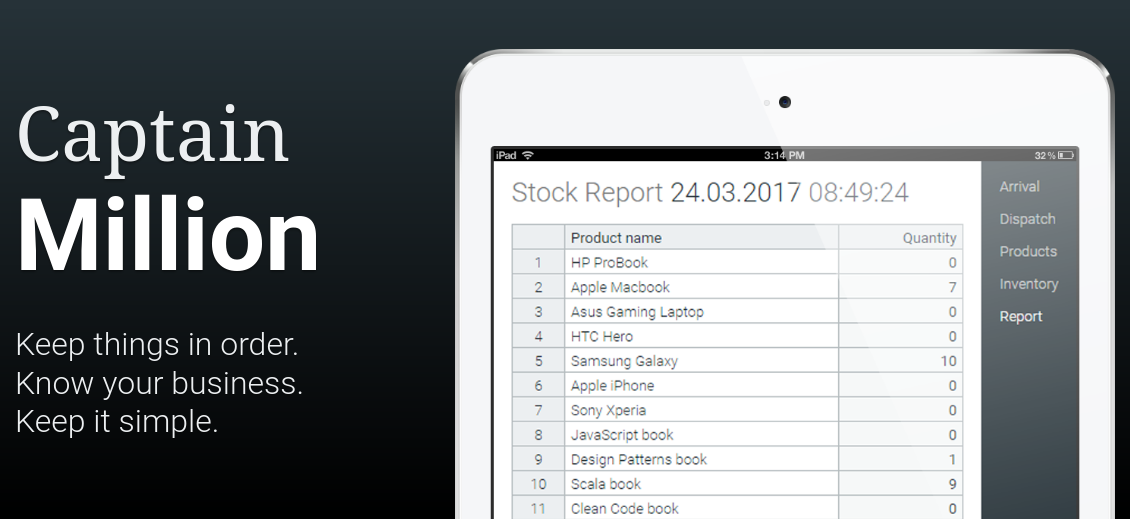 Captain
Million
Keep things in order.
Know your business.
Keep it simple.
iPad 3:14 PM 32%
Stock Report 24.03.2017 08:49:24
Product name Quantity
1 HP ProBook 0
2 Apple Macbook 7
3 Asus Gaming Laptop 0
4 HTC Hero 0
5 Samsung Galaxy 10
6 Apple iPhone 0
7 Sony Xperia 0
8 JavaScript book 0
9 Design Patterns book 1
10 Scala book 9
11 Clean Code book 0
Arrival
Dispatch
Products
Inventory
Report